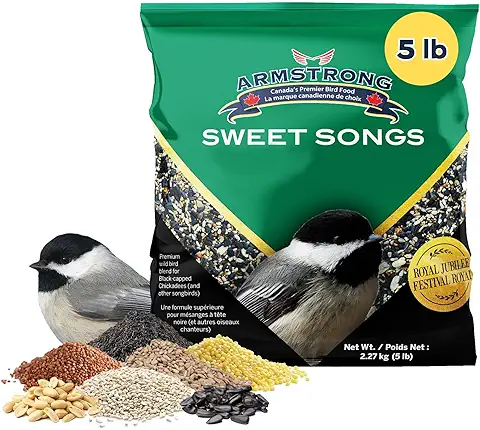 5 lb
ARMSTRONG
Canada's Premier Bird Food
La marque canadienne de choix
SWEET SONGS
Premium
wild bird
blend for
Black-capped
Chickadees (and
other songbirds)
Une formule supérieure
pour mésanges à tête
noire (et autres oiseaux
chanteurs)
ROYAL JUBILEE
FESTIVAL ROYAL
Net Wt. / Poids Net :
2.27 kg (5 lb)